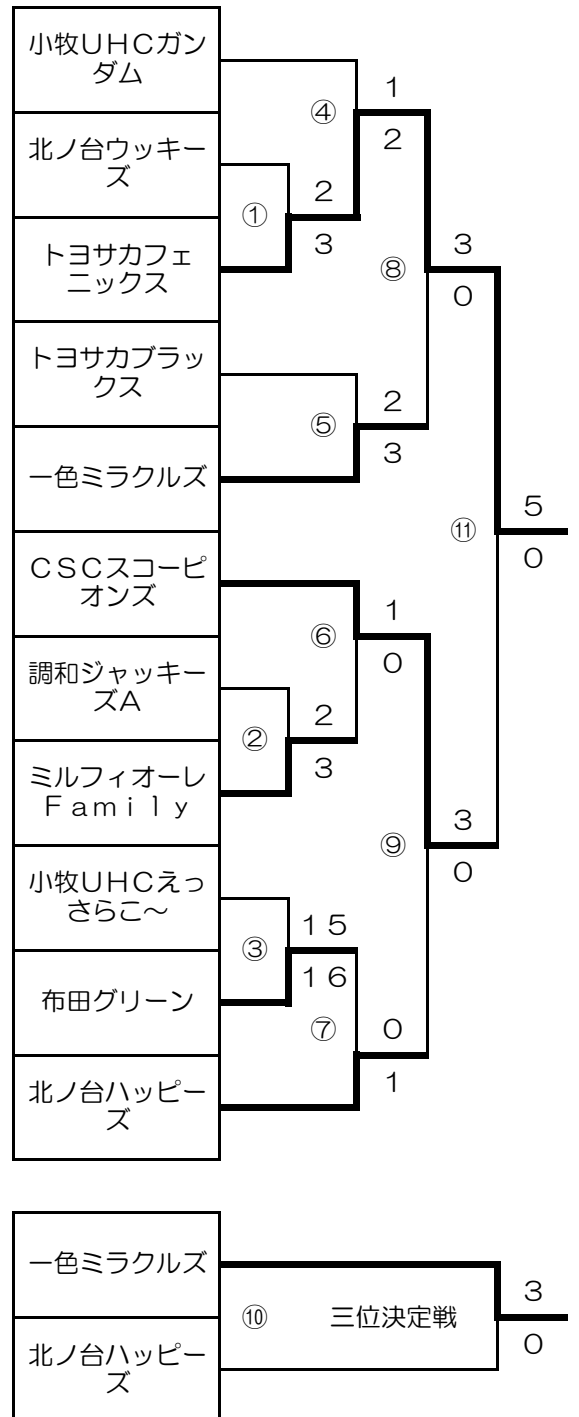 小牧UHCガン
ダム
④
1
2
北ノ台ウッキー
ズ
①
2
3
トヨサカフェ
ニックス
⑧
3
0
トヨサカブラッ
クス
⑤
2
3
一色ミラクルズ
⑪
5
0
CSCスコーピ
オンズ
⑥
1
0
調和ジャッキー
ズA
②
2
3
ミルフィオーレ
Family
⑨
3
0
小牧UHCえっ
さらこ～
③
15
16
布田グリーン
⑦
0
1
北ノ台ハッピー
ズ
一色ミラクルズ
⑩ 三位決定戦
3
0
北ノ台ハッピー
ズ